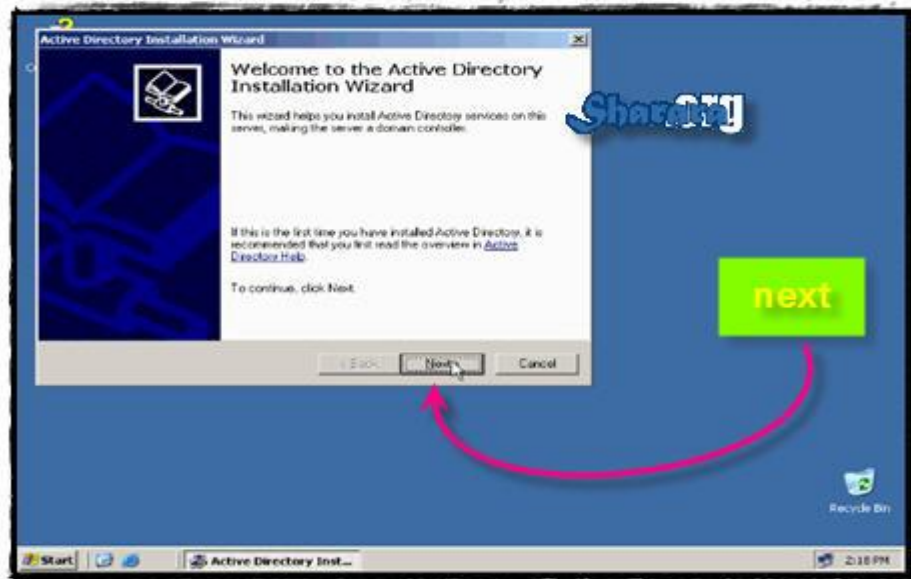 Active Directory Installation Wizard
Welcome to the Active Directory
Installation Wizard
This wizard helps you install Active Directory services on this
server, making the server a domain controller.
If this is the first time you have installed Active Directory, it is
recommended that you first read the overview in Active
Directory Help.
To continue, click Next.
< Back
Next >
Cancel
Sharara
org
next
Recycle Bin
Start
Active Directory Inst...
2:18 PM